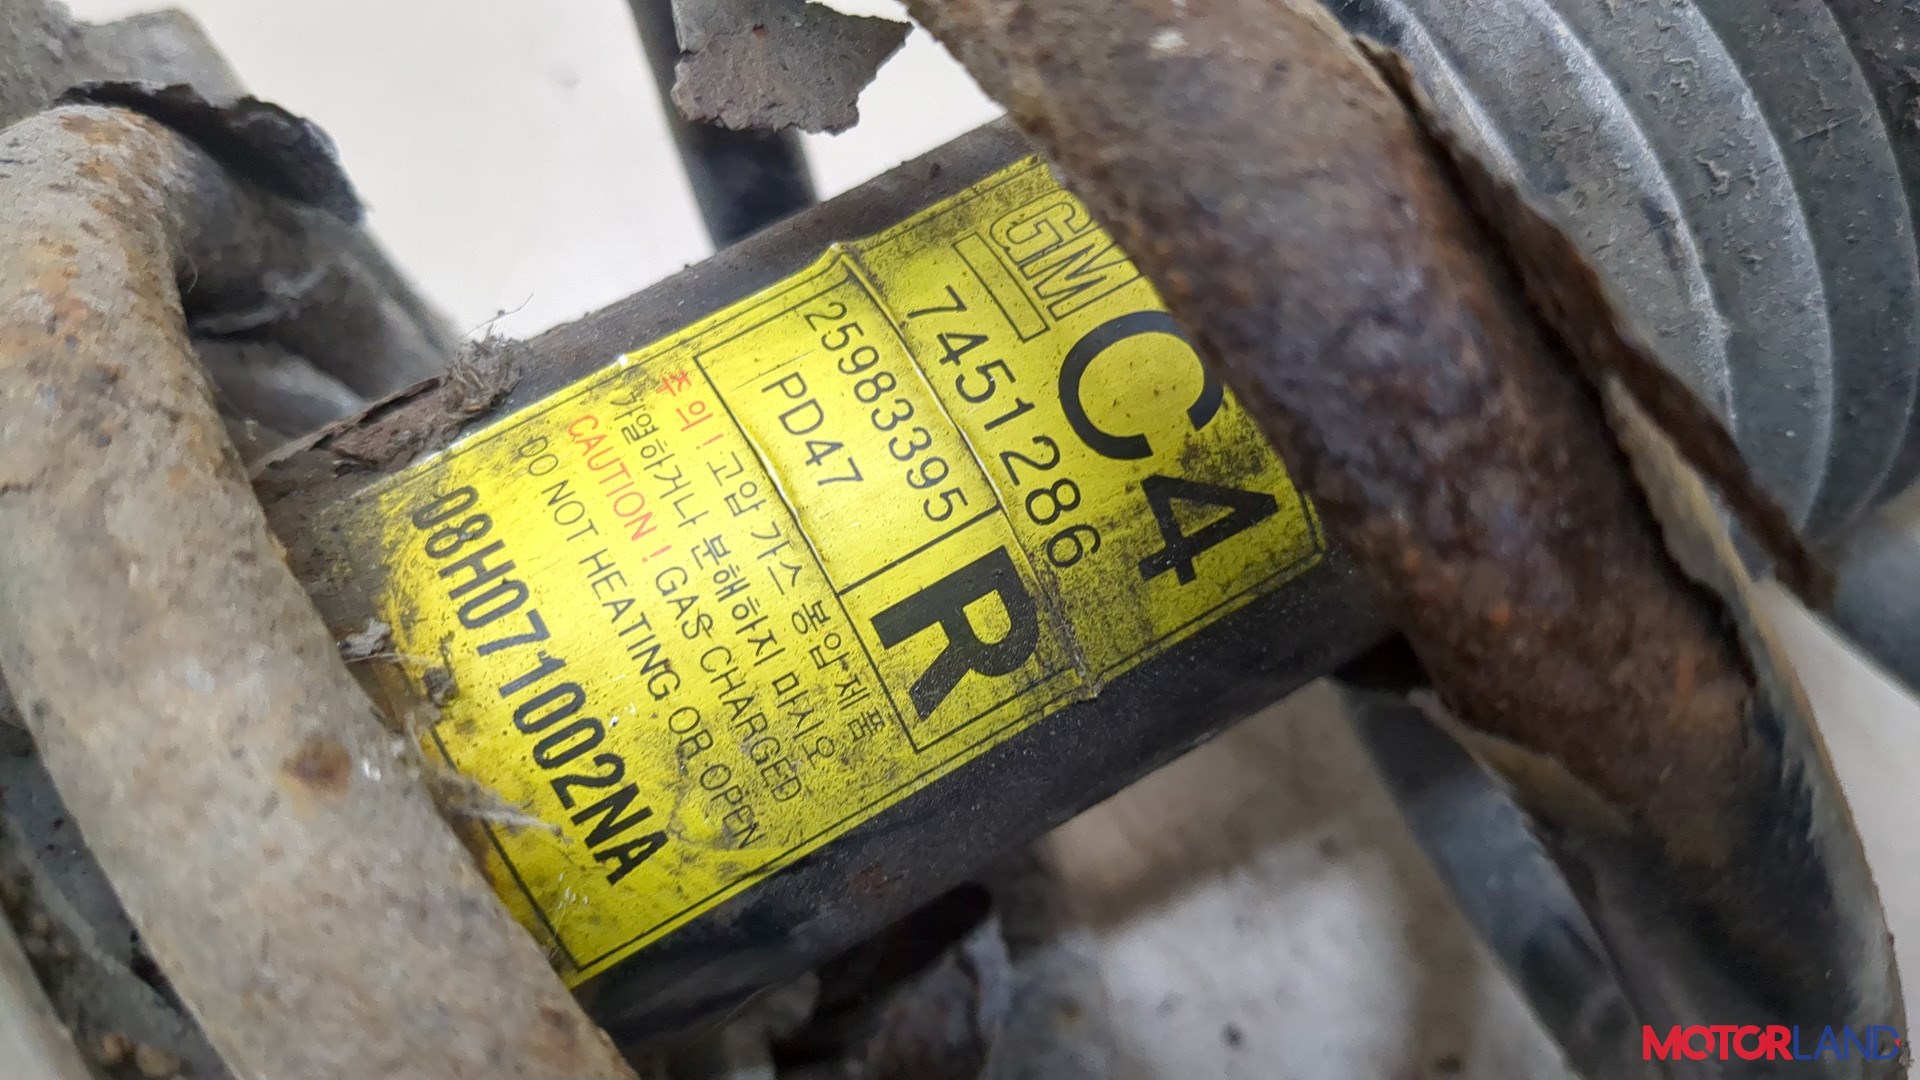 GM
C4
7451286
25983395
PD47
R
주의! 고압 가스 봉입 제품
가열하거나 분해하지 마시오
CAUTION! GAS CHARGED
DO NOT HEATING OR OPEN
08H071002NA
MOTORLAND